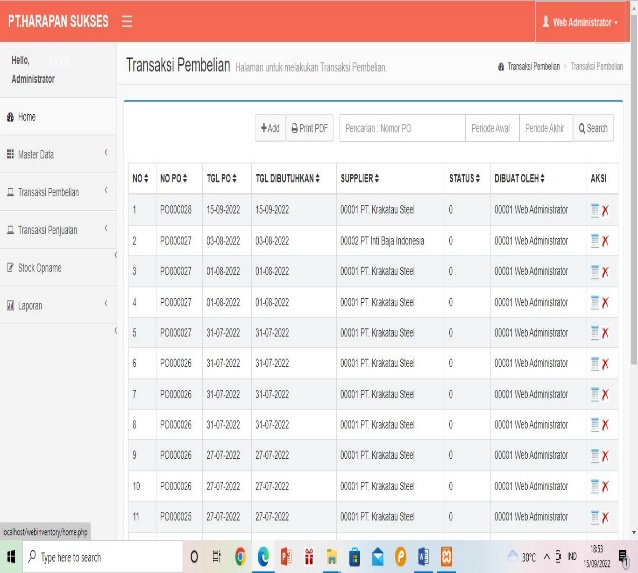 PT.HARAPAN SUKSES
Web Administrator
Hello,
Administrator
Transaksi Pembelian Halaman untuk melakukan Transaksi Pembelian.
Transaksi Pembelian > Transaksi Pembelian
Home
Master Data
Transaksi Pembelian
Transaksi Penjualan
Stock Opname
Laporan
+Add Print PDF Pencarian : Nomor PO Periode Awal Periode Akhir Search
NO NO PO TGL PO TGL DIBUTUHKAN SUPPLIER STATUS DIBUAT OLEH AKSI
1 PO000028 15-09-2022 15-09-2022 00001 PT. Krakatau Steel 0 00001 Web Administrator
2 PO000027 03-08-2022 03-08-2022 00002 PT Inti Baja Indonesia 0 00001 Web Administrator
3 PO000027 01-08-2022 01-08-2022 00001 PT. Krakatau Steel 0 00001 Web Administrator
4 PO000027 01-08-2022 01-08-2022 00001 PT. Krakatau Steel 0 00001 Web Administrator
5 PO000027 31-07-2022 31-07-2022 00001 PT. Krakatau Steel 0 00001 Web Administrator
6 PO000026 31-07-2022 31-07-2022 00001 PT. Krakatau Steel 0 00001 Web Administrator
7 PO000026 31-07-2022 31-07-2022 00001 PT. Krakatau Steel 0 00001 Web Administrator
8 PO000026 31-07-2022 31-07-2022 00001 PT. Krakatau Steel 0 00001 Web Administrator
9 PO000026 27-07-2022 27-07-2022 00001 PT. Krakatau Steel 0 00001 Web Administrator
10 PO000026 27-07-2022 27-07-2022 00001 PT. Krakatau Steel 0 00001 Web Administrator
11 PO000025 27-07-2022 27-07-2022 00001 PT. Krakatau Steel 0 00001 Web Administrator
localhost/webinventory/home.php
Type here to search
30°C
IND
18:53
15/09/2022